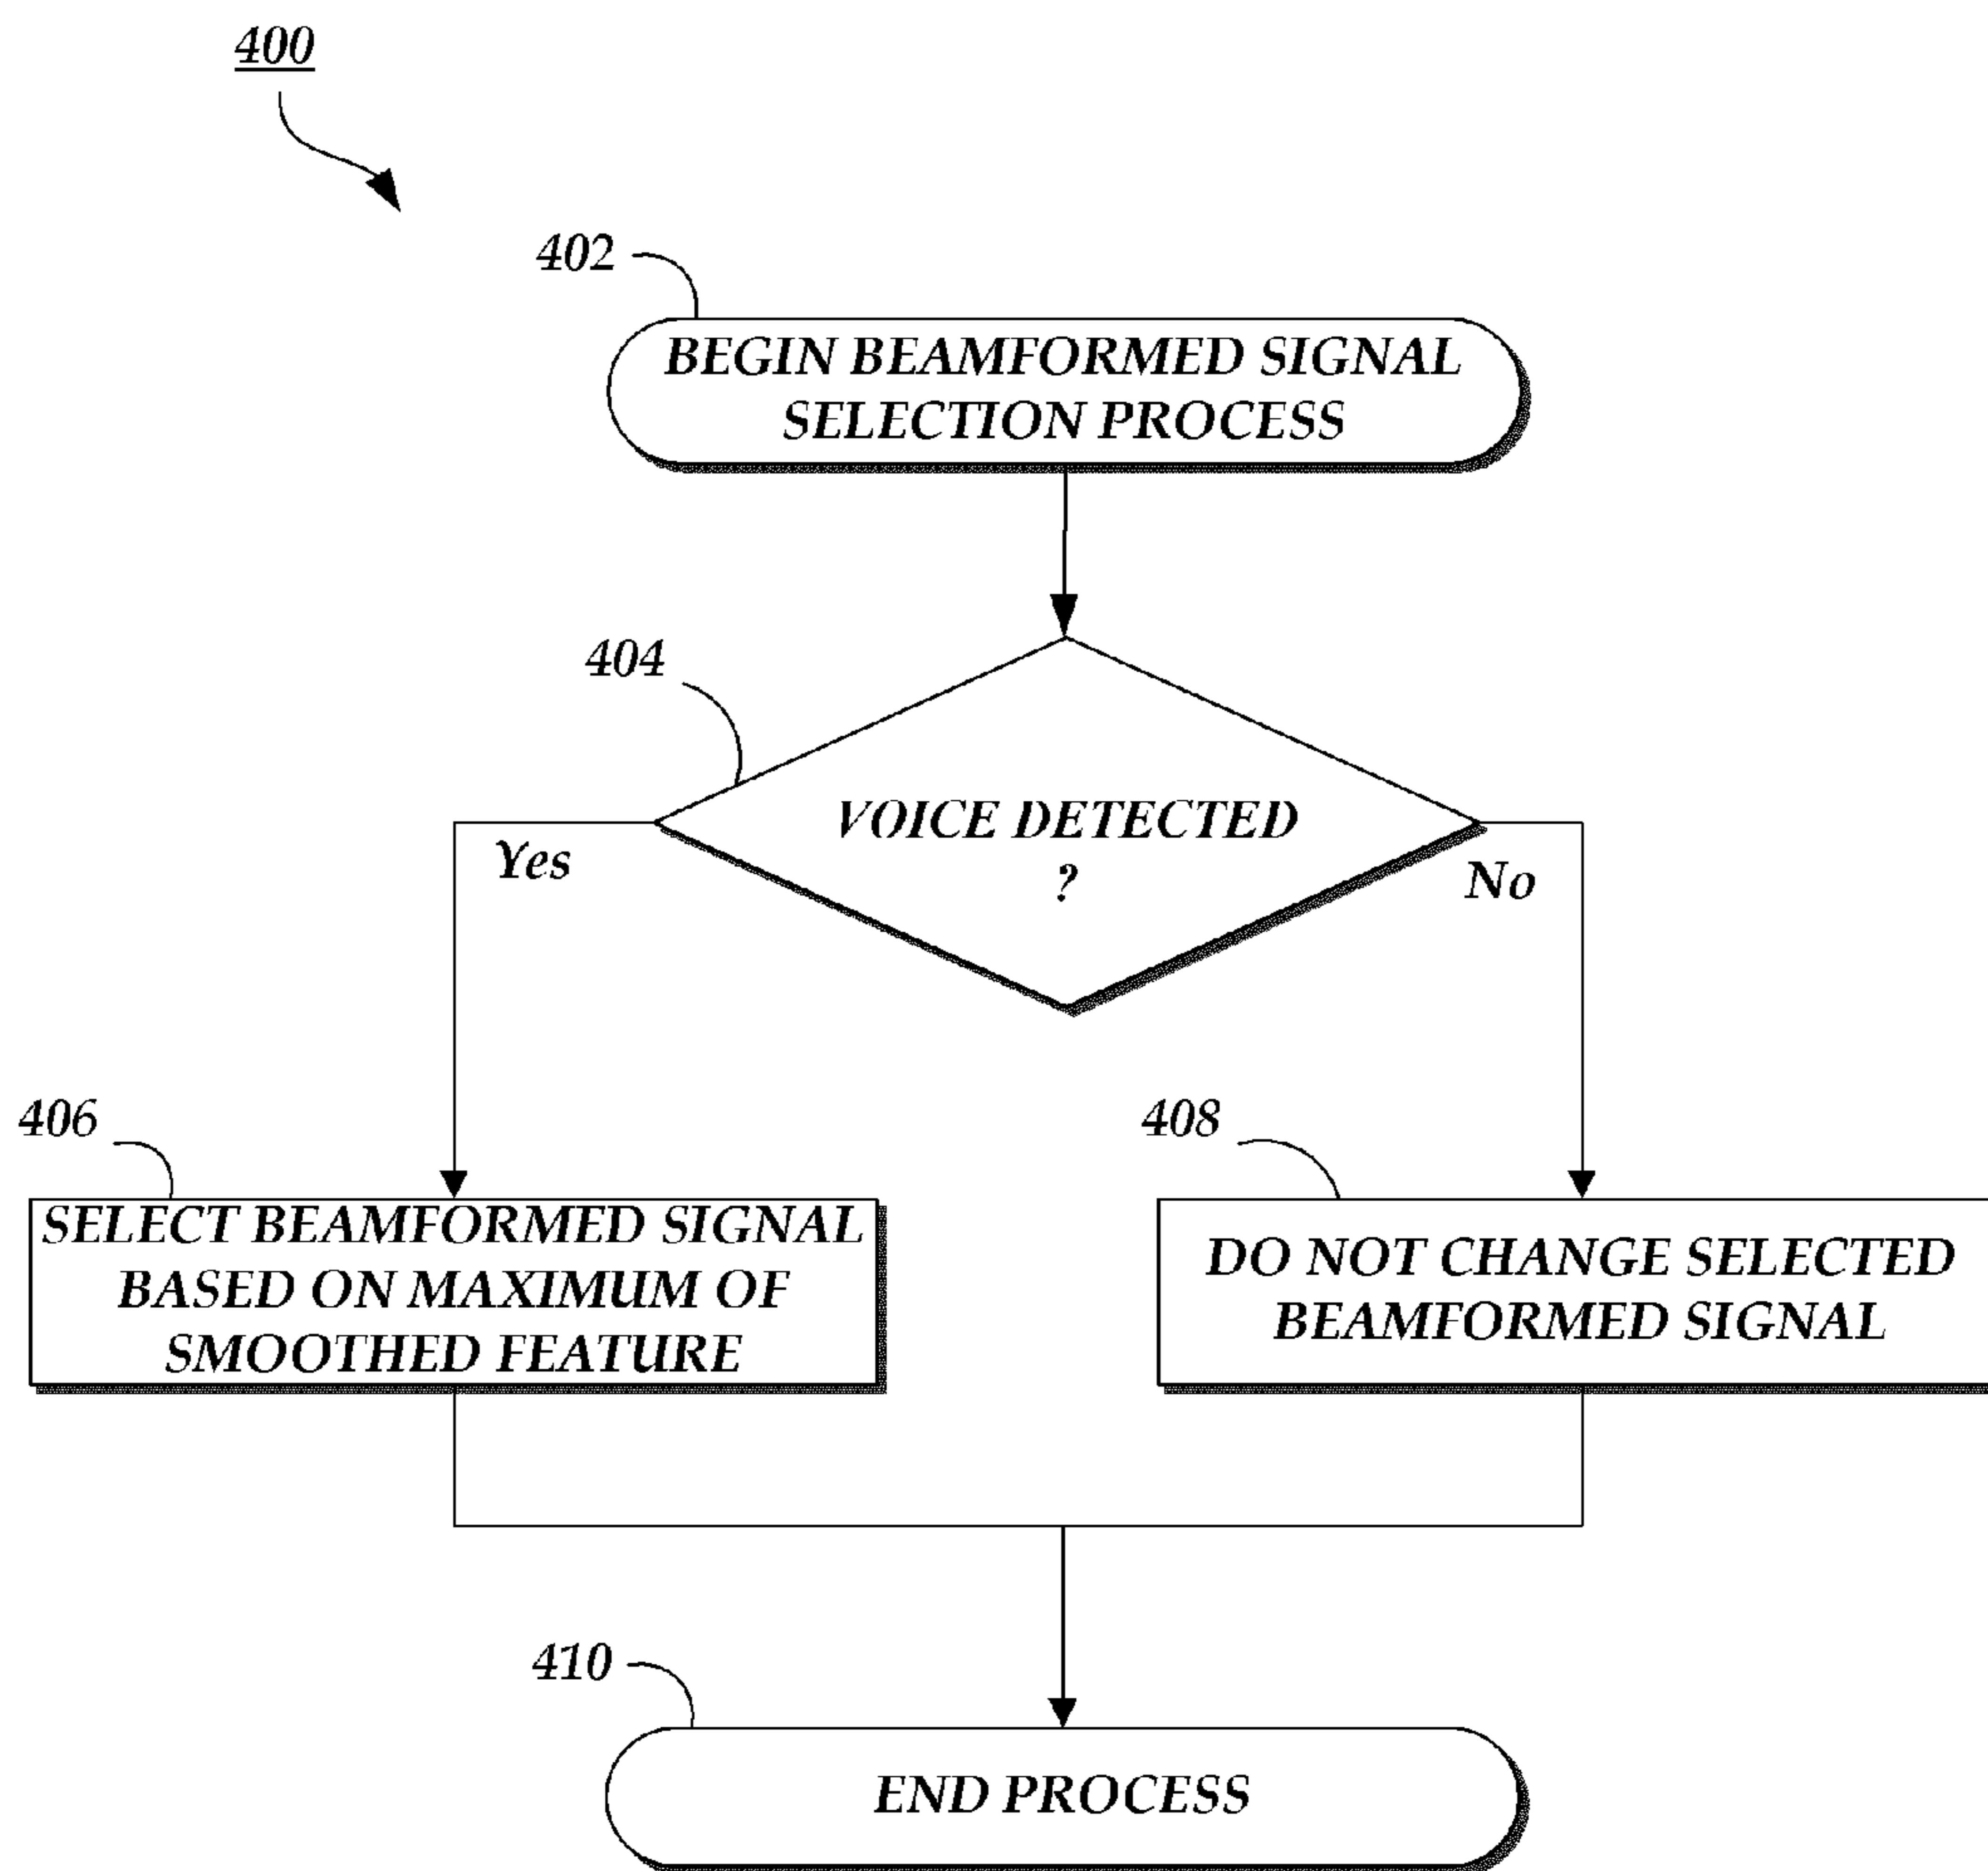 400
402
BEGIN BEAMFORMED SIGNAL
SELECTION PROCESS
404
VOICE DETECTED
?
Yes
No
406
SELECT BEAMFORMED SIGNAL
BASED ON MAXIMUM OF
SMOOTHED FEATURE
408
DO NOT CHANGE SELECTED
BEAMFORMED SIGNAL
410
END PROCESS